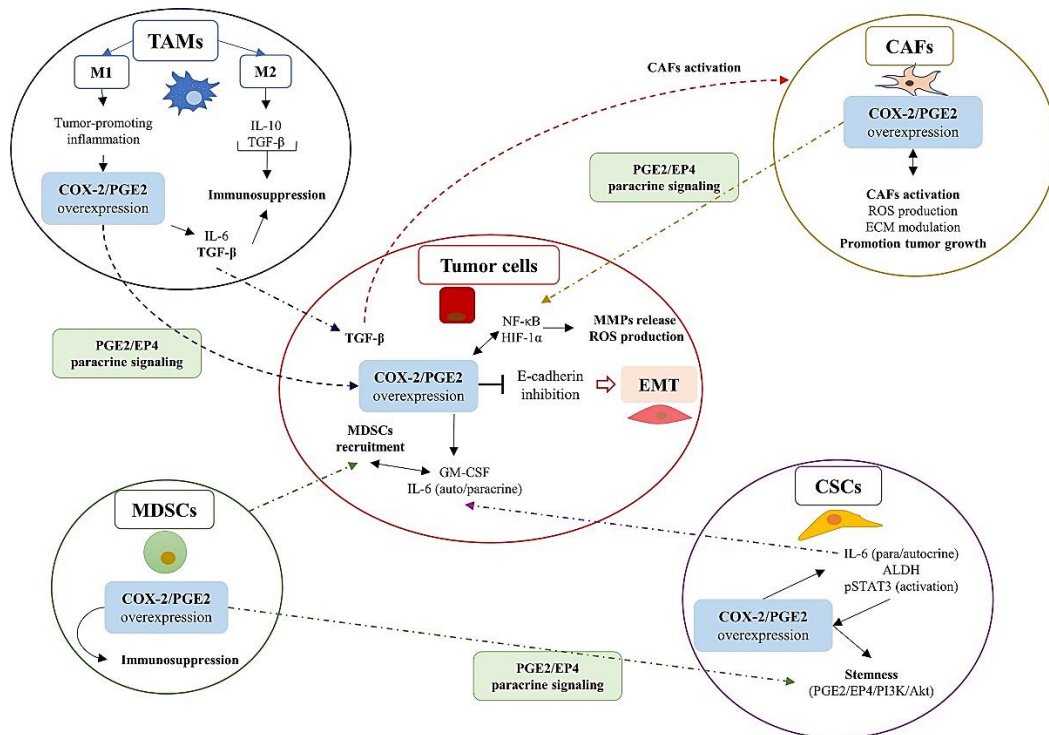 TAMs
M1
M2
Tumor-promoting
inflammation
IL-10
TGF-β
COX-2/PGE2
overexpression
Immunosuppression
IL-6
TGF-β
PGE2/EP4
paracrine signaling
CAFs activation
PGE2/EP4
paracrine signaling
CAFs
COX-2/PGE2
overexpression
CAFs activation
ROS production
ECM modulation
Promotion tumor growth
Tumor cells
TGF-β
NF-κB
HIF-1α
MMPs release
ROS production
COX-2/PGE2
overexpression
E-cadherin
inhibition
EMT
MDSCs
recruitment
GM-CSF
IL-6 (auto/paracrine)
MDSCs
COX-2/PGE2
overexpression
Immunosuppression
PGE2/EP4
paracrine signaling
CSCs
IL-6 (para/autocrine)
ALDH
pSTAT3 (activation)
COX-2/PGE2
overexpression
Stemness
(PGE2/EP4/PI3K/Akt)